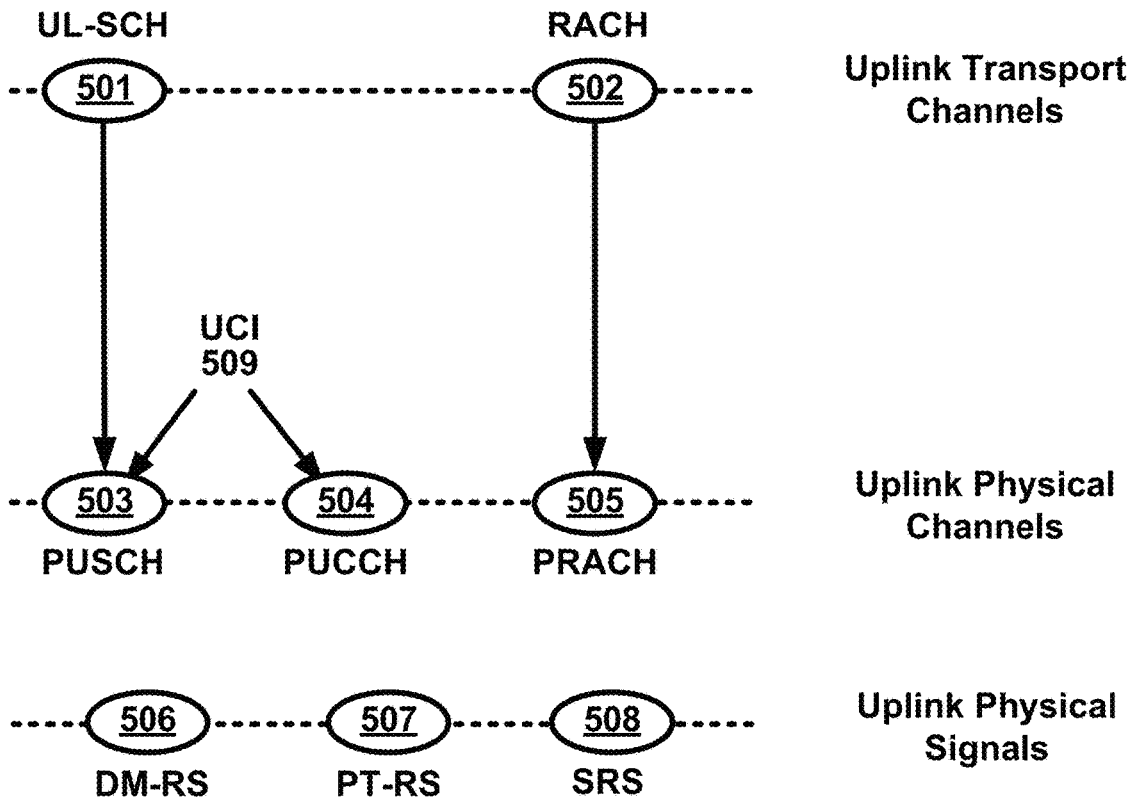 UL-SCH
RACH
501
502
Uplink Transport
Channels
UCI
509
503
504
505
Uplink Physical
Channels
PUSCH
PUCCH
PRACH
506
507
508
Uplink Physical
Signals
DM-RS
PT-RS
SRS